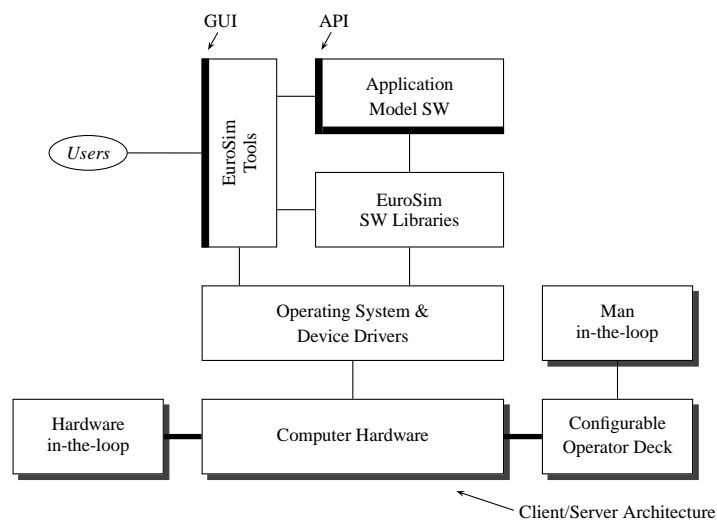 GUI
API
Application
Model SW
Users
EuroSim
Tools
EuroSim
SW Libraries
Operating System &
Device Drivers
Man
in-the-loop
Hardware
in-the-loop
Computer Hardware
Configurable
Operator Deck
Client/Server Architecture